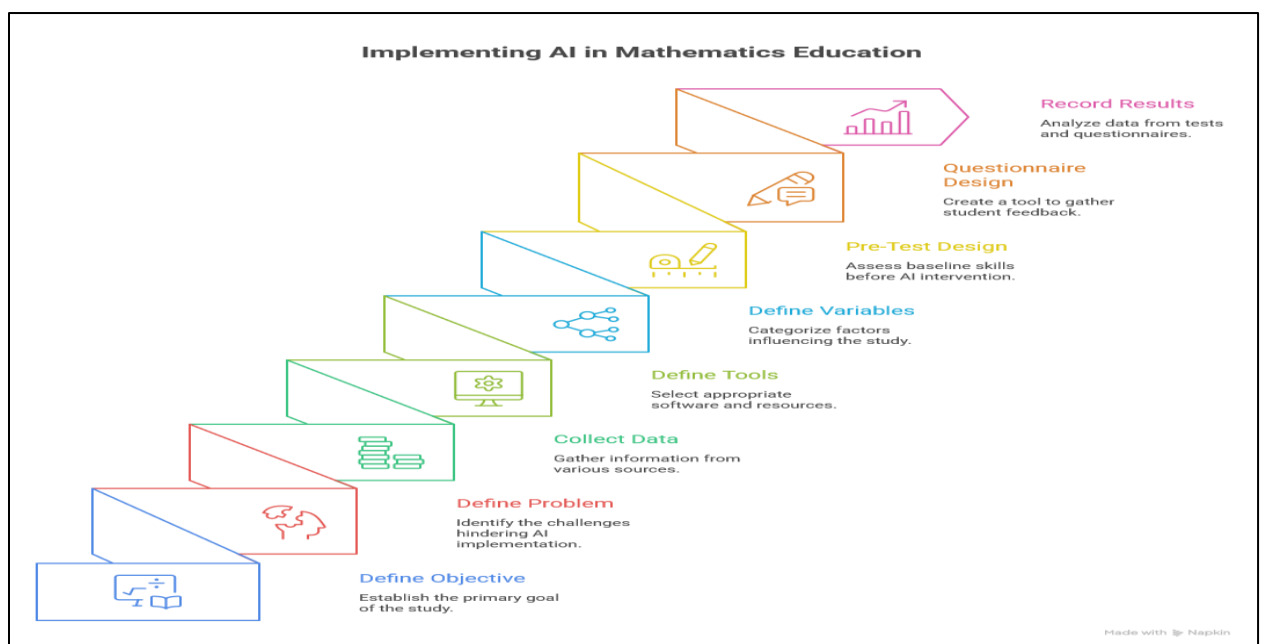 Implementing AI in Mathematics Education
Record Results
Analyze data from tests
and questionnaires.
Questionnaire
Design
Create a tool to gather
student feedback.
Pre-Test Design
Assess baseline skills
before AI intervention.
Define Variables
Categorize factors
influencing the study.
Define Tools
Select appropriate
software and resources.
Collect Data
Gather information from
various sources.
Define Problem
Identify the challenges
hindering AI
implementation.
Define Objective
Establish the primary goal
of the study.
Made with Napkin